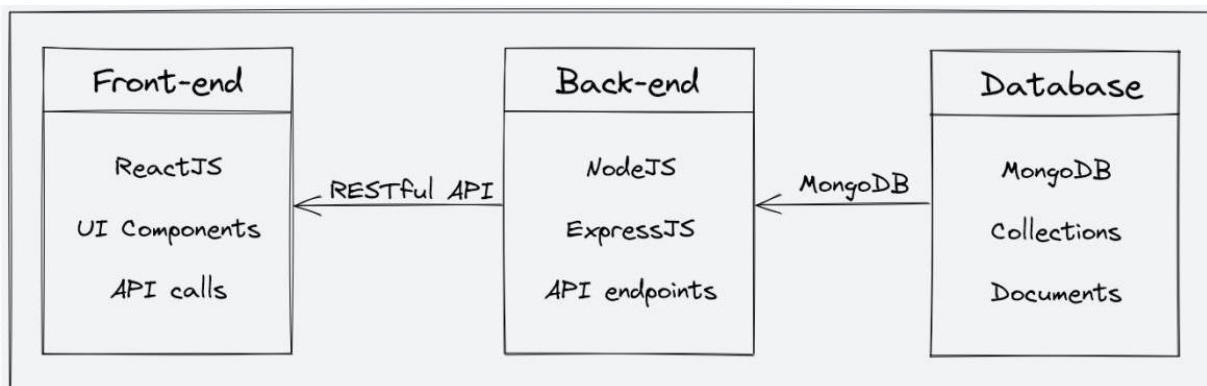 Front-end
ReactJS
UI Components
API calls
RESTful API
Back-end
NodeJS
ExpressJS
API endpoints
MongoDB
Database
MongoDB
Collections
Documents